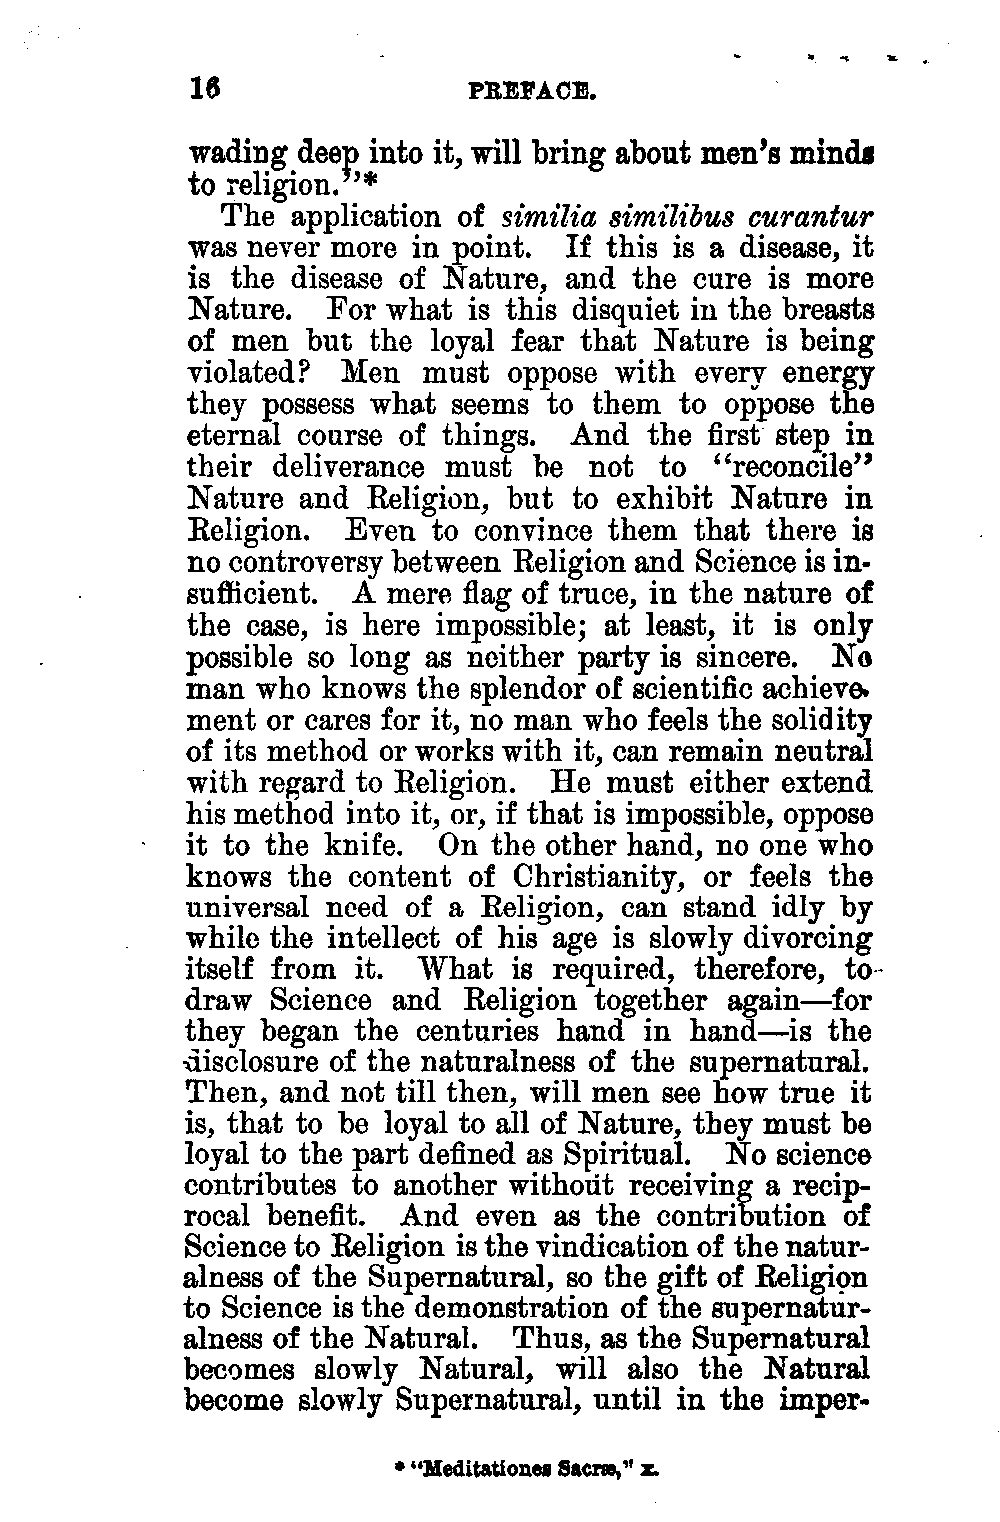 16 PREFACE.
wading deep into it, will bring about men's minds
to religion."*
The application of similia similibus curantur
was never more in point. If this is a disease, it
is the disease of Nature, and the cure is more
Nature. For what is this disquiet in the breasts
of men but the loyal fear that Nature is being
violated? Men must oppose with every energy
they possess what seems to them to oppose the
eternal course of things. And the first step in
their deliverance must be not to "reconcile"
Nature and Religion, but to exhibit Nature in
Religion. Even to convince them that there is
no controversy between Religion and Science is in-
sufficient. A mere flag of truce, in the nature of
the case, is here impossible; at least, it is only
possible so long as neither party is sincere. No
man who knows the splendor of scientific achieve-
ment or cares for it, no man who feels the solidity
of its method or works with it, can remain neutral
with regard to Religion. He must either extend
his method into it, or, if that is impossible, oppose
it to the knife. On the other hand, no one who
knows the content of Christianity, or feels the
universal need of a Religion, can stand idly by
while the intellect of his age is slowly divorcing
itself from it. What is required, therefore, to
draw Science and Religion together again—for
they began the centuries hand in hand—is the
disclosure of the naturalness of the supernatural.
Then, and not till then, will men see how true it
is, that to be loyal to all of Nature, they must be
loyal to the part defined as Spiritual. No science
contributes to another without receiving a recip-
rocal benefit. And even as the contribution of
Science to Religion is the vindication of the natur-
alness of the Supernatural, so the gift of Religion
to Science is the demonstration of the supernatur-
alness of the Natural. Thus, as the Supernatural
becomes slowly Natural, will also the Natural
become slowly Supernatural, until in the imper-
* "Meditationes Sacræ," x.